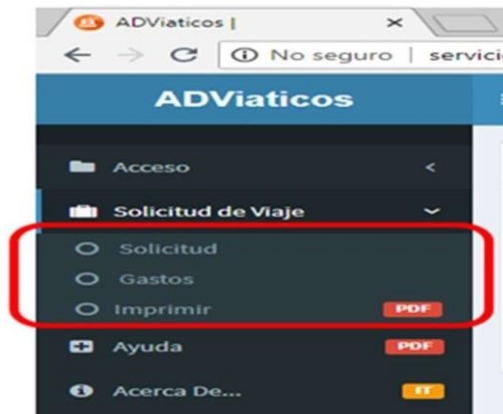 ADViaticos |
No seguro | servici
ADViaticos
Acceso
Solicitud de Viaje
Solicitud
Gastos
Imprimir PDF
Ayuda PDF
Acerca De... IT